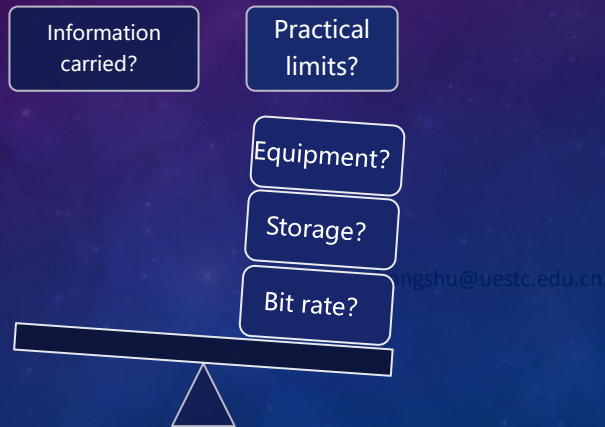 Information
carried?
Practical
limits?
Equipment?
Storage?
Bit rate?
ngshu@uestc.edu.cn